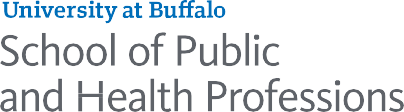 University at Buffalo
School of Public
and Health Professions